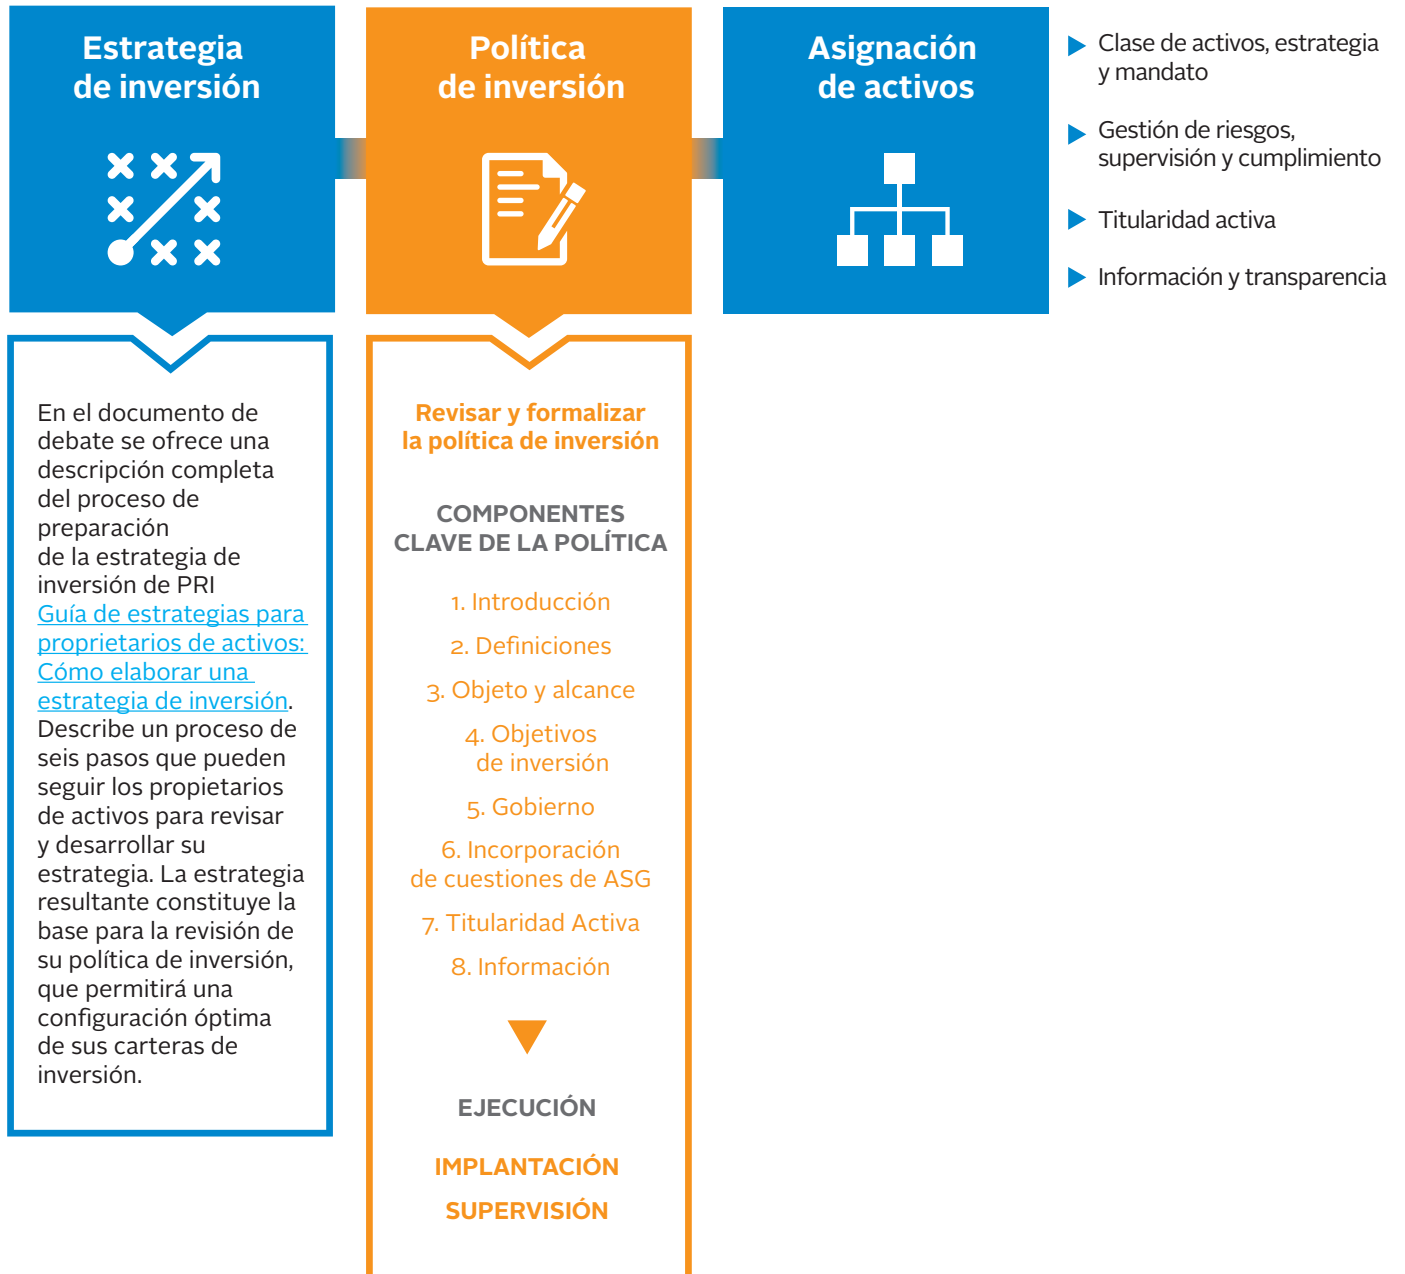 Estrategia
de inversión
Política
de inversión
Asignación
de activos
Clase de activos, estrategia
y mandato
Gestión de riesgos,
supervisión y cumplimiento
Titularidad activa
Información y transparencia
En el documento de
debate se ofrece una
descripción completa
del proceso de
preparación
de la estrategia de
inversión de PRI
Guía de estrategias para
proprietarios de activos:
Cómo elaborar una
estrategia de inversión.
Describe un proceso de
seis pasos que pueden
seguir los propietarios
de activos para revisar
y desarrollar su
estrategia. La estrategia
resultante constituye la
base para la revisión de
su política de inversión,
que permitirá una
configuración óptima
de sus carteras de
inversión.
Revisar y formalizar
la política de inversión
COMPONENTES
CLAVE DE LA POLÍTICA
1. Introducción
2. Definiciones
3. Objeto y alcance
4. Objetivos
de inversión
5. Gobierno
6. Incorporación
de cuestiones de ASG
7. Titularidad Activa
8. Información
EJECUCIÓN
IMPLANTACIÓN
SUPERVISIÓN